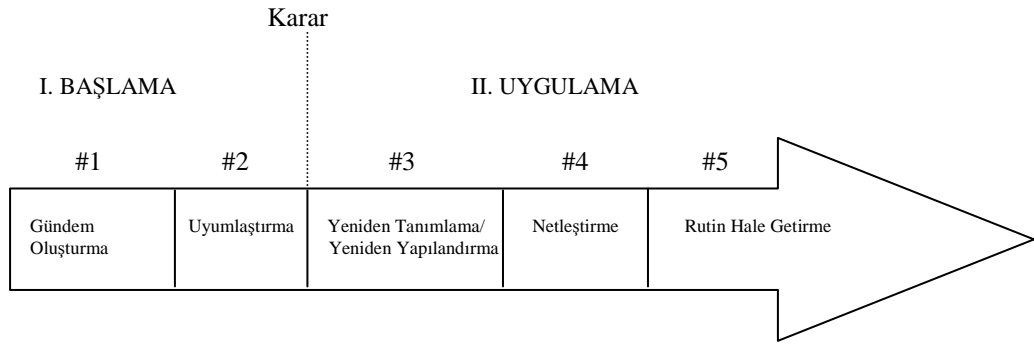 Karar
I. BAŞLAMA
II. UYGULAMA
#1
#2
#3
#4
#5
Gündem
Oluşturma
Uyumlaştırma
Yeniden Tanımlama/
Yeniden Yapılandırma
Netleştirme
Rutin Hale Getirme